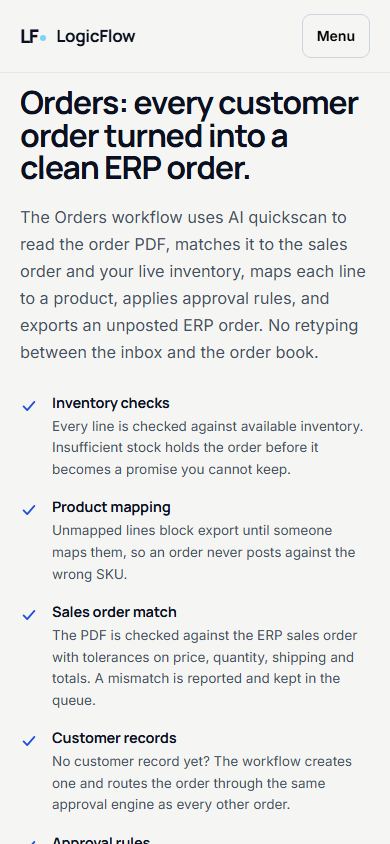 LF LogicFlow
Menu
Orders: every customer
order turned into a
clean ERP order.
The Orders workflow uses AI quickscan to
read the order PDF, matches it to the sales
order and your live inventory, maps each line
to a product, applies approval rules, and
exports an unposted ERP order. No retyping
between the inbox and the order book.
Inventory checks
Every line is checked against available inventory.
Insufficient stock holds the order before it
becomes a promise you cannot keep.
Product mapping
Unmapped lines block export until someone
maps them, so an order never posts against the
wrong SKU.
Sales order match
The PDF is checked against the ERP sales order
with tolerances on price, quantity, shipping and
totals. A mismatch is reported and kept in the
queue.
Customer records
No customer record yet? The workflow creates
one and routes the order through the same
approval engine as every other order.
Approval rules